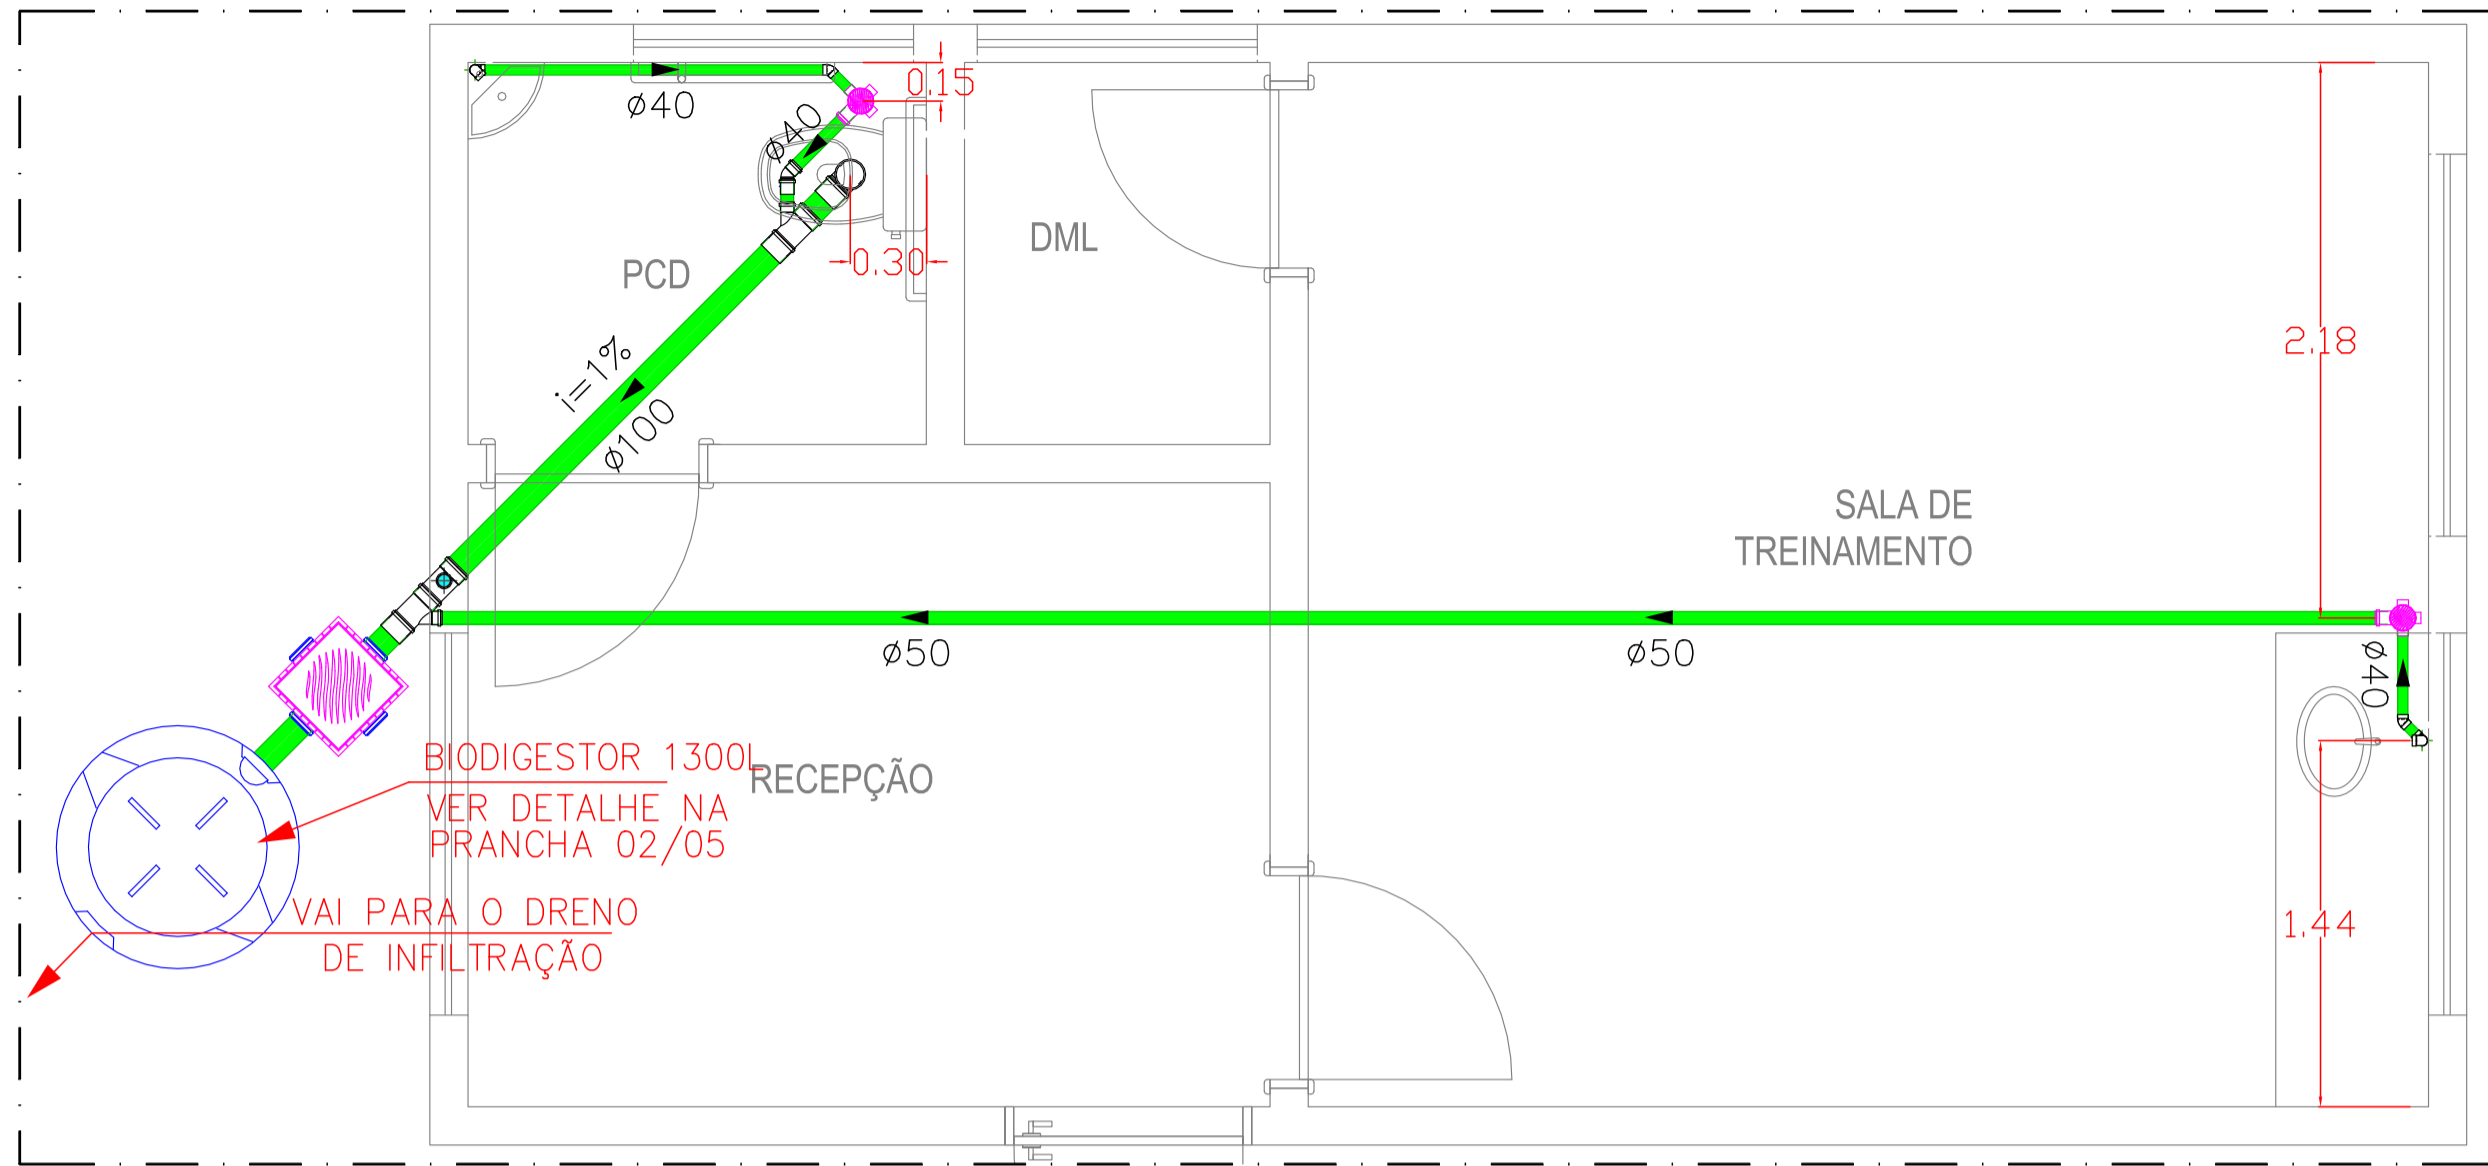 0.15
ø40
ø40
DML
PCD
0.30
2.18
i=1%
ø100
SALA DE
TREINAMENTO
ø50
ø50
ø40
BIODIGESTOR 1300L
RECEPÇÃO
VER DETALHE NA
PRANCHA 02/05
VAI PARA O DRENO
DE INFILTRAÇÃO
1.44